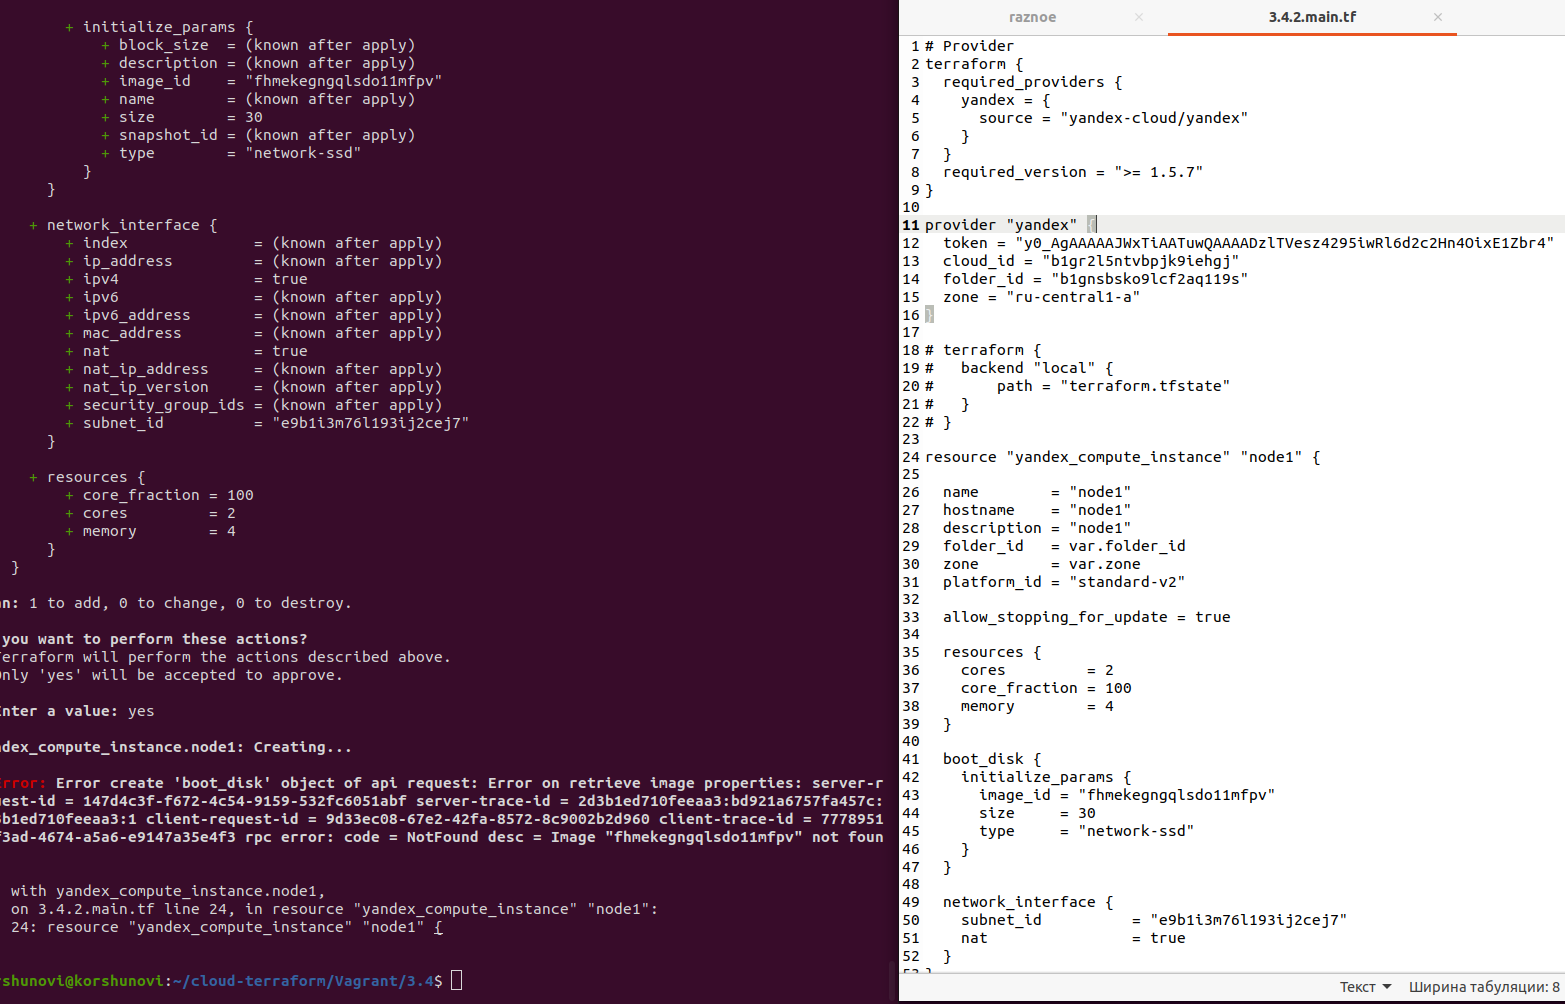 + initialize_params {
+ block_size  = (known after apply)
+ description = (known after apply)
+ image_id    = "fhmekegngqlsdo11mfpv"
+ name        = (known after apply)
+ size        = 30
+ snapshot_id = (known after apply)
+ type        = "network-ssd"
}
}
+ network_interface {
+ index              = (known after apply)
+ ip_address         = (known after apply)
+ ipv4               = true
+ ipv6               = (known after apply)
+ ipv6_address       = (known after apply)
+ mac_address        = (known after apply)
+ nat                = true
+ nat_ip_address     = (known after apply)
+ nat_ip_version     = (known after apply)
+ security_group_ids = (known after apply)
+ subnet_id          = "e9b1i3m76l193ij2cej7"
}
+ resources {
+ core_fraction = 100
+ cores         = 2
+ memory        = 4
}
}
n: 1 to add, 0 to change, 0 to destroy.
you want to perform these actions?
erraform will perform the actions described above.
nly 'yes' will be accepted to approve.
nter a value: yes
dex_compute_instance.node1: Creating...
Error: Error create 'boot_disk' object of api request: Error on retrieve image properties: server-r
est-id = 147d4c3f-f672-4c54-9159-532fc6051abf server-trace-id = 2d3b1ed710feeaa3:bd921a6757fa457c:
b1ed710feeaa3:1 client-request-id = 9d33ec08-67e2-42fa-8572-8c9002b2d960 client-trace-id = 7778951
f3ad-4674-a5a6-e9147a35e4f3 rpc error: code = NotFound desc = Image "fhmekegngqlsdo11mfpv" not foun
with yandex_compute_instance.node1,
on 3.4.2.main.tf line 24, in resource "yandex_compute_instance" "node1":
24: resource "yandex_compute_instance" "node1" {
rshunovi@korshunovi:~/cloud-terraform/Vagrant/3.4$
raznoe × 3.4.2.main.tf ×
1 # Provider
2 terraform {
3   required_providers {
4     yandex = {
5       source = "yandex-cloud/yandex"
6     }
7   }
8   required_version = ">= 1.5.7"
9 }
10
11 provider "yandex" {
12   token = "y0_AgAAAAAJWxTiAATuwQAAAADzlTVesz4295iwRl6d2c2Hn4OixE1Zbr4"
13   cloud_id = "b1gr2l5ntvbpjk9iehgj"
14   folder_id = "b1gnsbsko9lcf2aq119s"
15   zone = "ru-central1-a"
16 }
17
18 # terraform {
19 #   backend "local" {
20 #       path = "terraform.tfstate"
21 #   }
22 # }
23
24 resource "yandex_compute_instance" "node1" {
25
26   name        = "node1"
27   hostname    = "node1"
28   description = "node1"
29   folder_id   = var.folder_id
30   zone        = var.zone
31   platform_id = "standard-v2"
32
33   allow_stopping_for_update = true
34
35   resources {
36     cores         = 2
37     core_fraction = 100
38     memory        = 4
39   }
40
41   boot_disk {
42     initialize_params {
43       image_id = "fhmekegngqlsdo11mfpv"
44       size     = 30
45       type     = "network-ssd"
46     }
47   }
48
49   network_interface {
50     subnet_id          = "e9b1i3m76l193ij2cej7"
51     nat                = true
52   }
53 }
Текст Ширина табуляции: 8